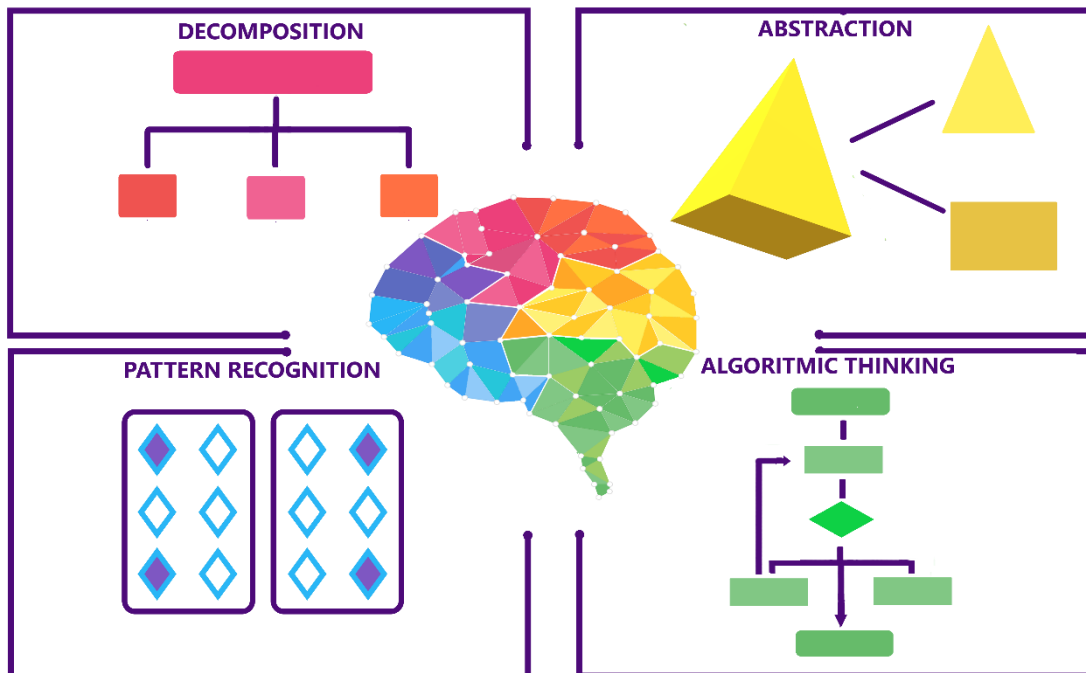 DECOMPOSITION
ABSTRACTION
PATTERN RECOGNITION
ALGORITMIC THINKING